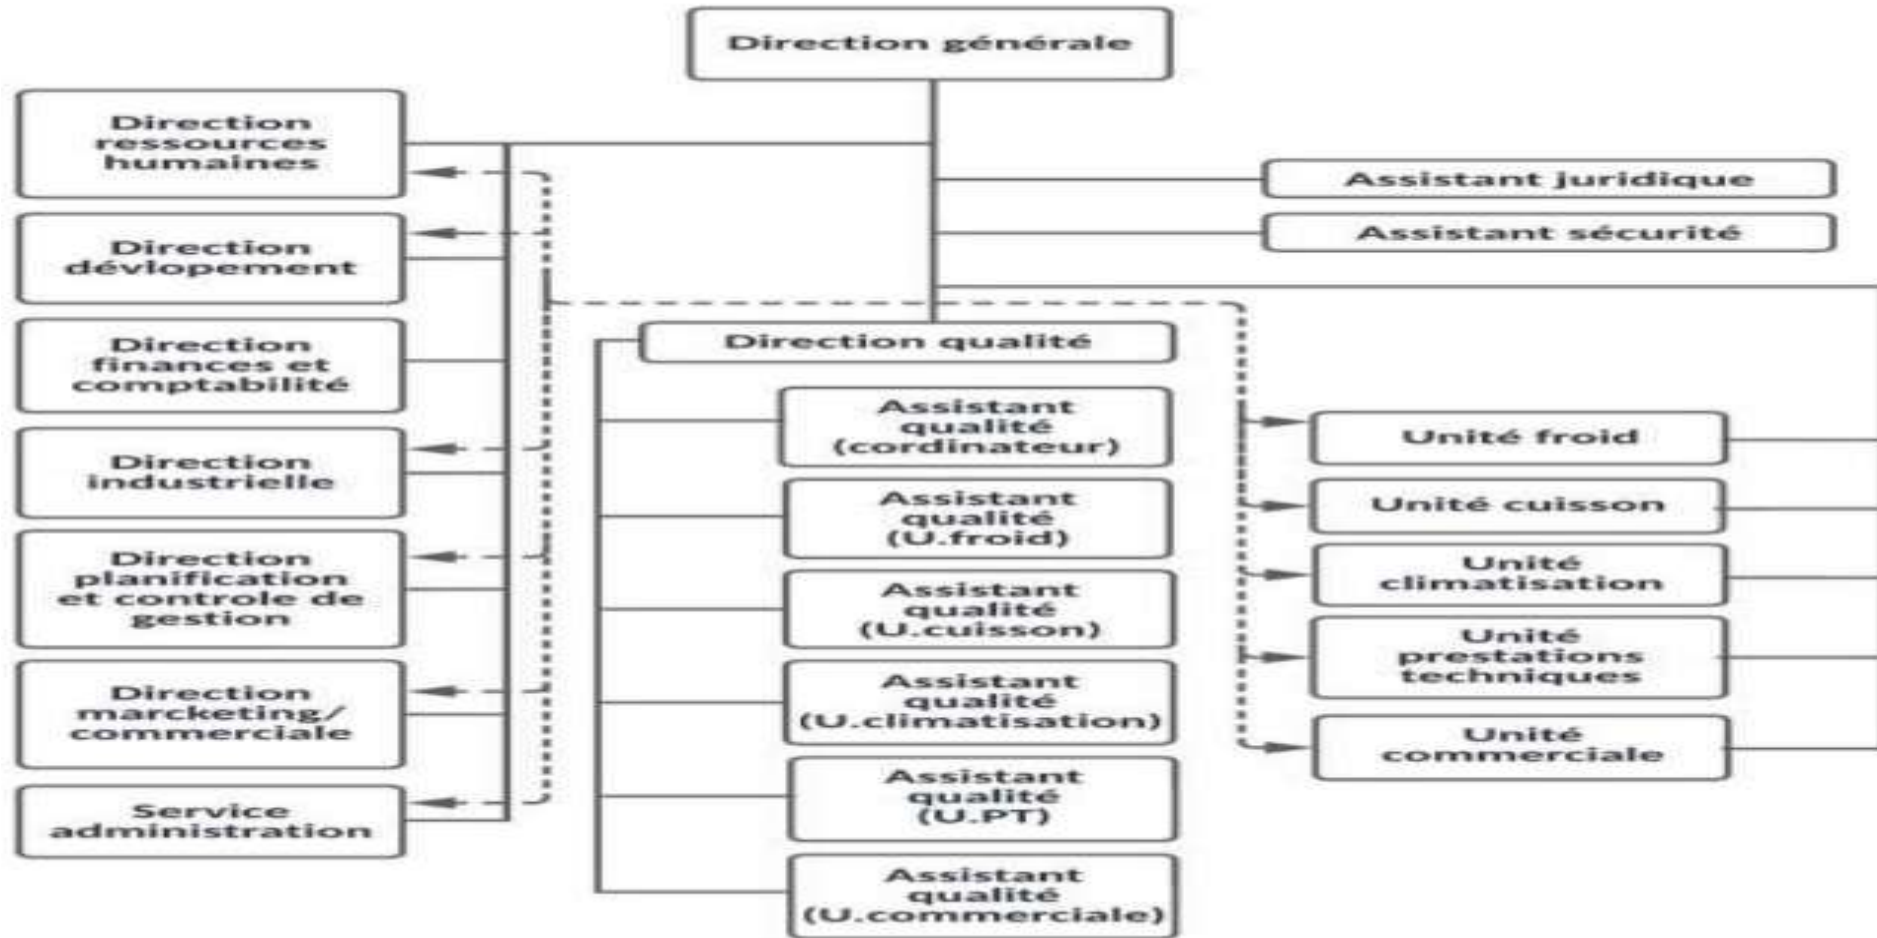 Direction générale
Direction
ressources
humaines
Direction
dévlopement
Direction
finances et
comptabilité
Direction
industrielle
Direction
planification
et controle de
gestion
Direction
marcketing/
commerciale
Service
administration
Assistant juridique
Assistant sécurité
Direction qualité
Assistant
qualité
(cordinateur)
Assistant
qualité
(U.froid)
Assistant
qualité
(U.cuisson)
Assistant
qualité
(U.climatisation)
Assistant
qualité
(U.PT)
Assistant
qualité
(U.commerciale)
Unité froid
Unité cuisson
Unité
climatisation
Unité
prestations
techniques
Unité
commerciale